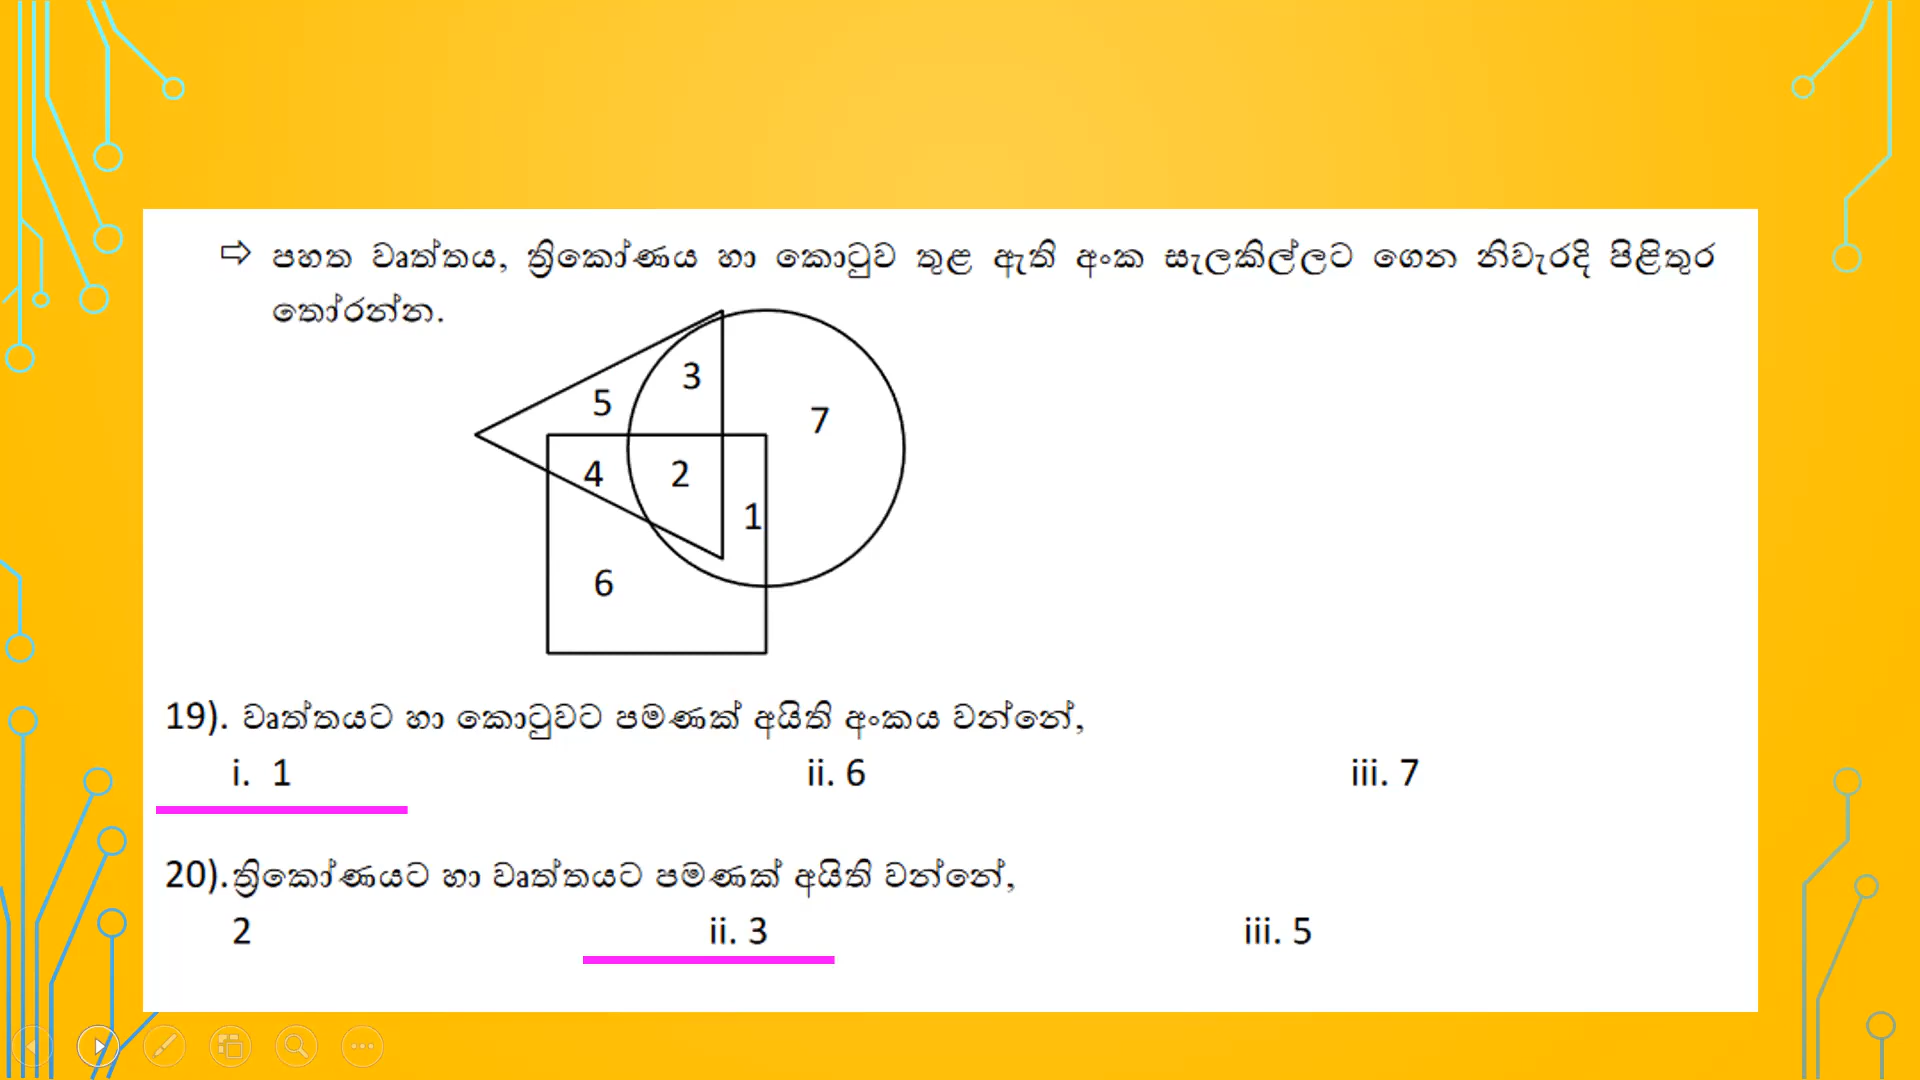 ⇨ පහත වෘත්තය, ත්‍රිකෝණය හා කොටුව තුළ ඇති අංක සැලකිල්ලට ගෙන නිවැරදි පිළිතුර
තෝරන්න.
3
5
7
4
2
1
6
19). වෘත්තයට හා කොටුවට පමණක් අයිති අංකය වන්නේ,
i. 1 ii. 6 iii. 7
20).ත්‍රිකෝණයට හා වෘත්තයට පමණක් අයිති වන්නේ,
2 ii. 3 iii. 5